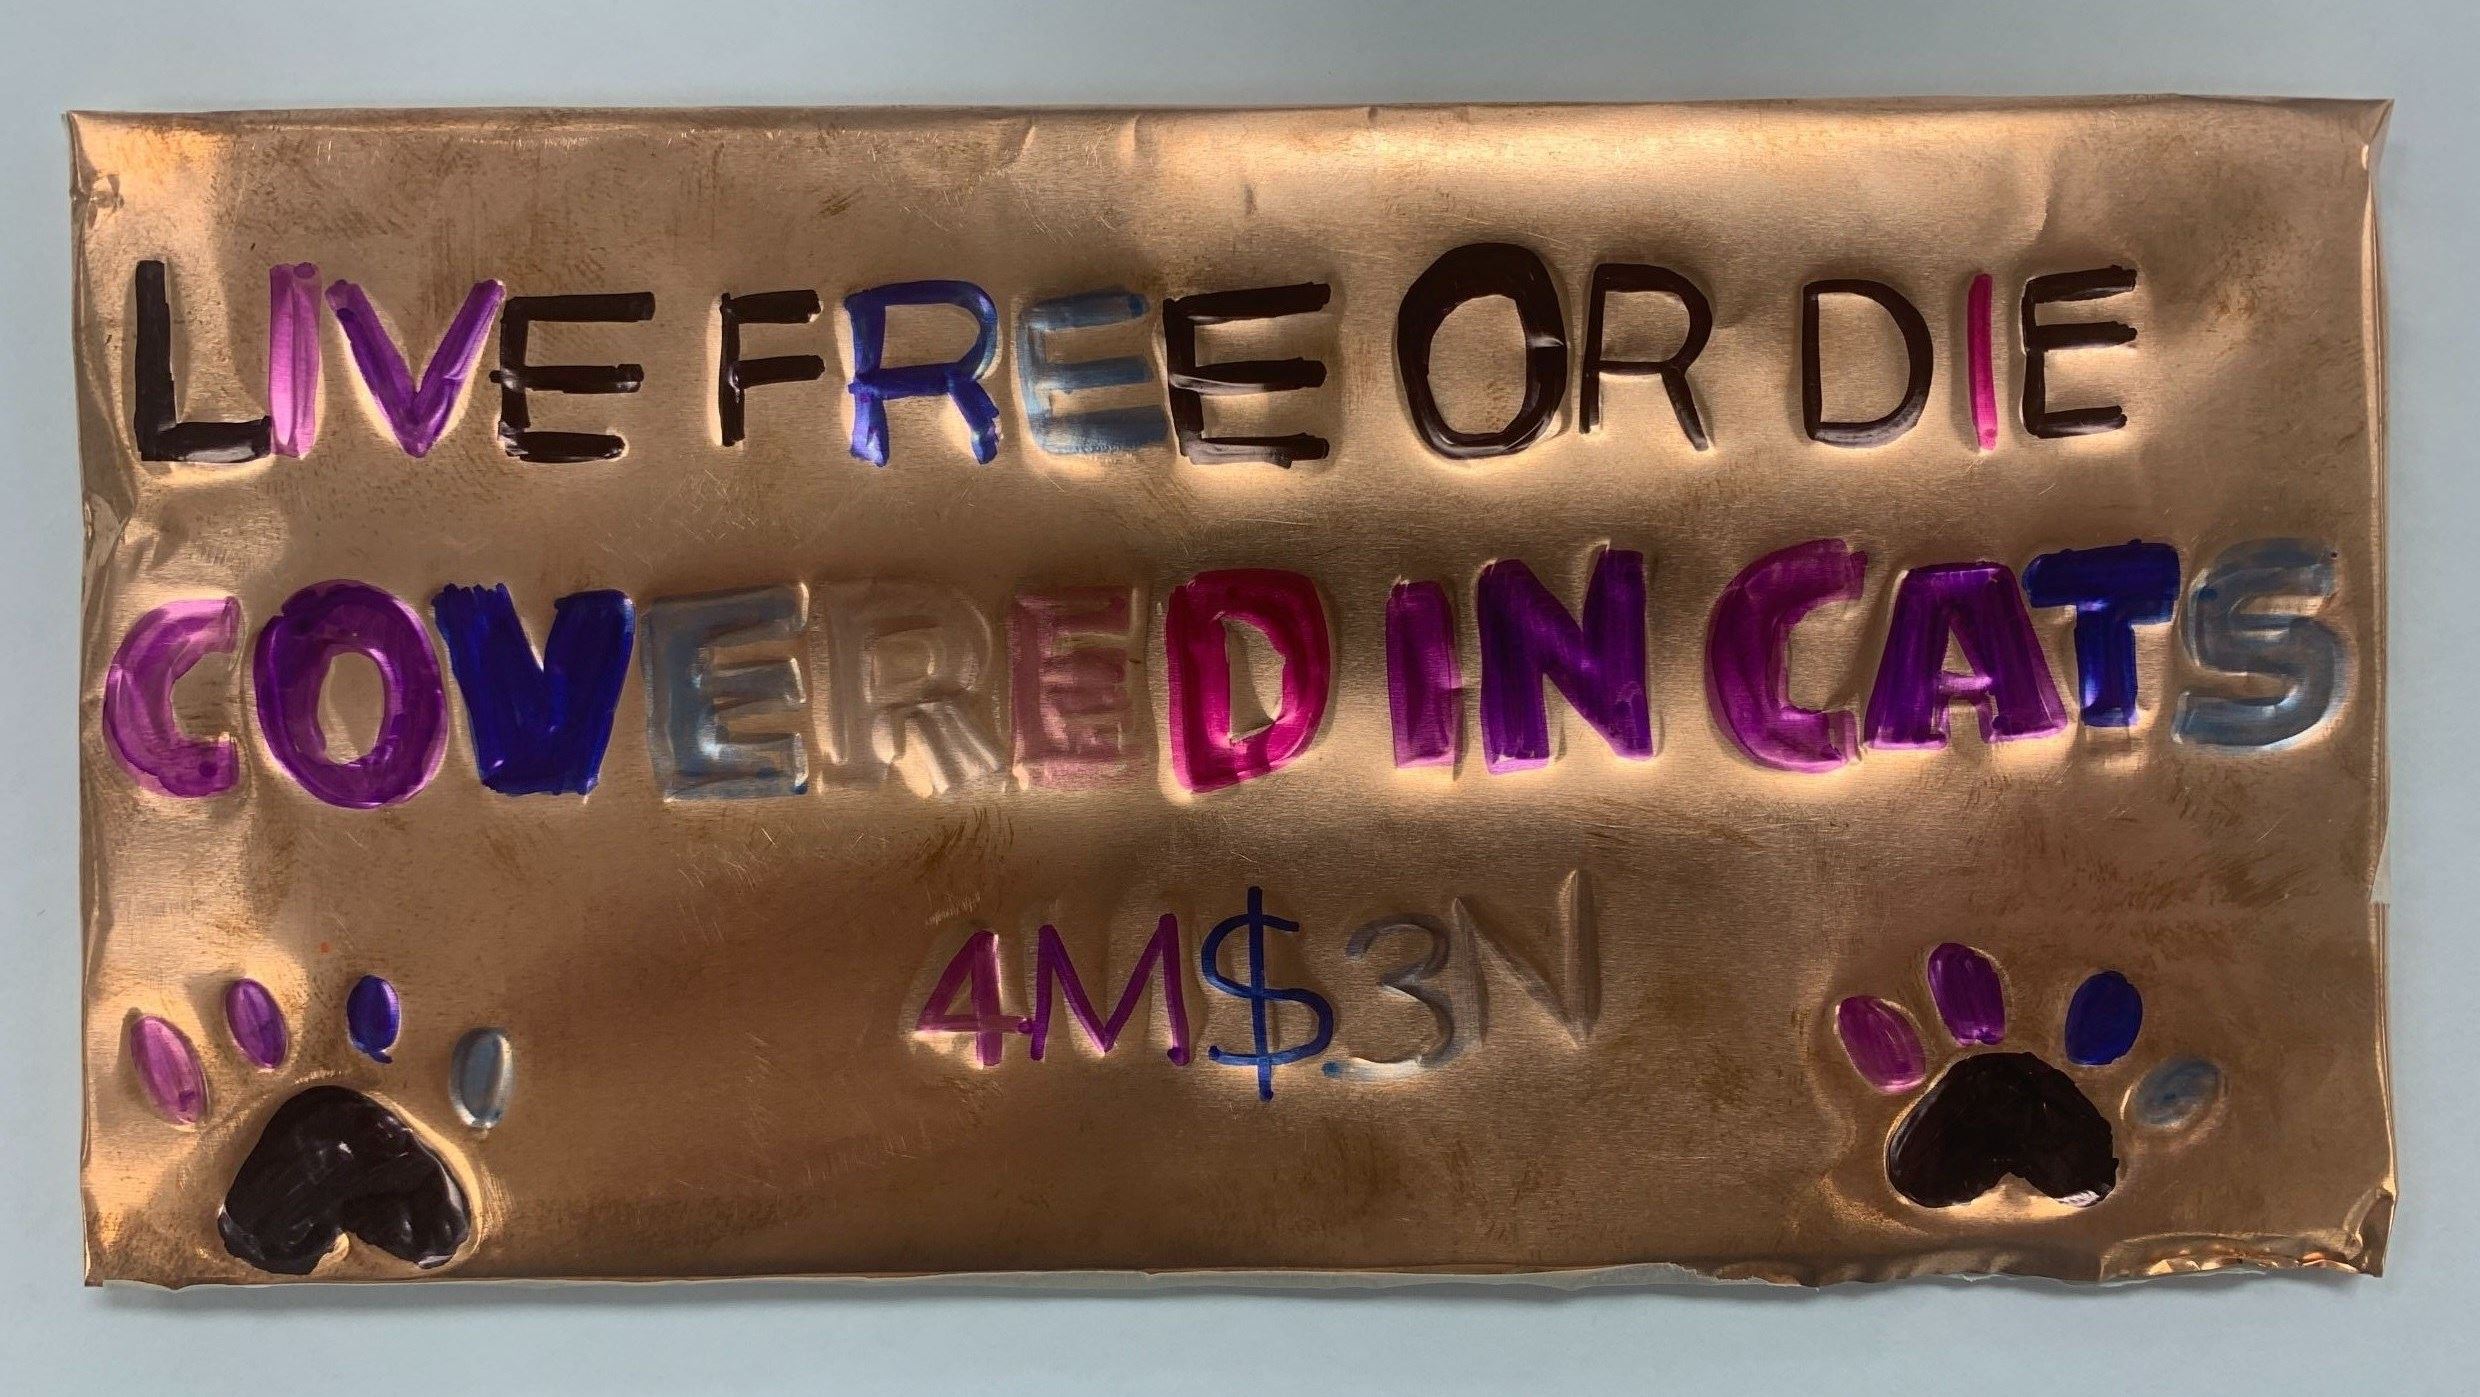 LIVE FREE OR DIE
COVERED IN CATS
4M$.3N